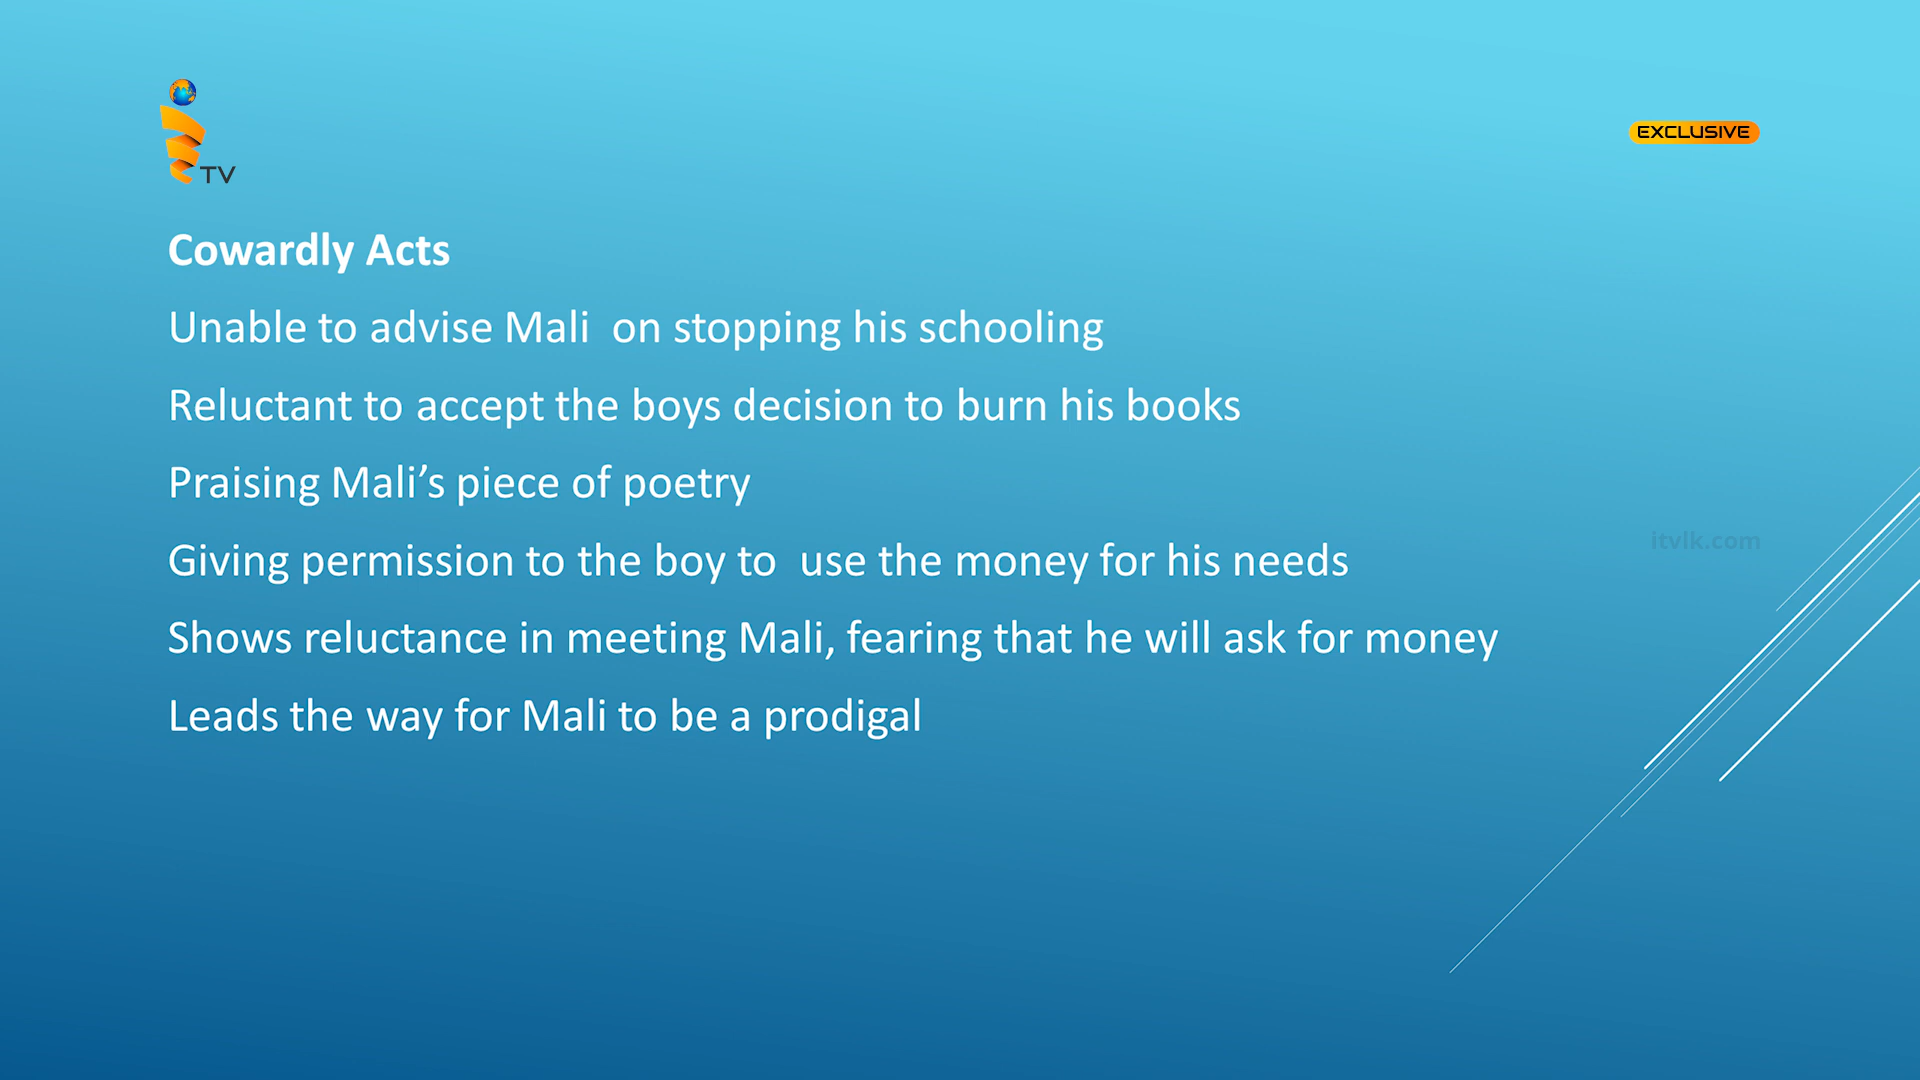 TV
EXCLUSIVE
Cowardly Acts
Unable to advise Mali  on stopping his schooling
Reluctant to accept the boys decision to burn his books
Praising Mali’s piece of poetry
Giving permission to the boy to  use the money for his needs
itvlk.com
Shows reluctance in meeting Mali, fearing that he will ask for money
Leads the way for Mali to be a prodigal